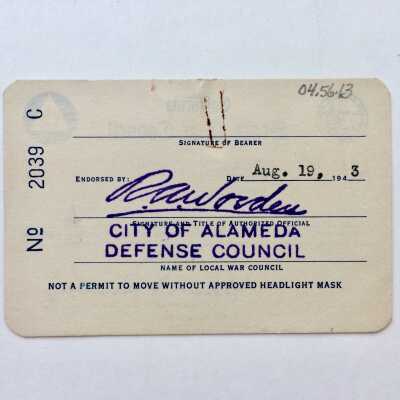 04.56.13
SIGNATURE OF BEARER
Nº 2039 C
ENDORSED BY: R.A. Worden DATE Aug. 19, 1943
SIGNATURE AND TITLE OF AUTHORIZED OFFICIAL
CITY OF ALAMEDA
DEFENSE COUNCIL
NAME OF LOCAL WAR COUNCIL
NOT A PERMIT TO MOVE WITHOUT APPROVED HEADLIGHT MASK